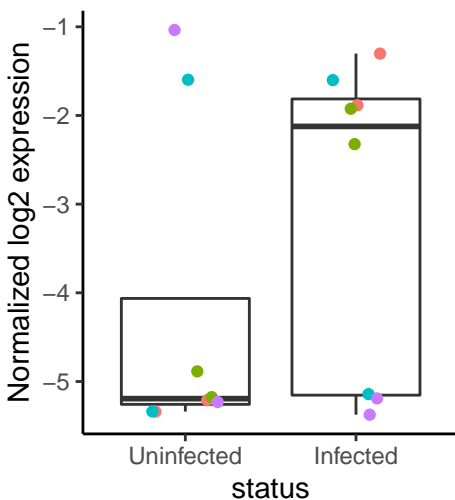 Normalized log2 expression
−1
−2
−3
−4
−5
Uninfected
Infected
status